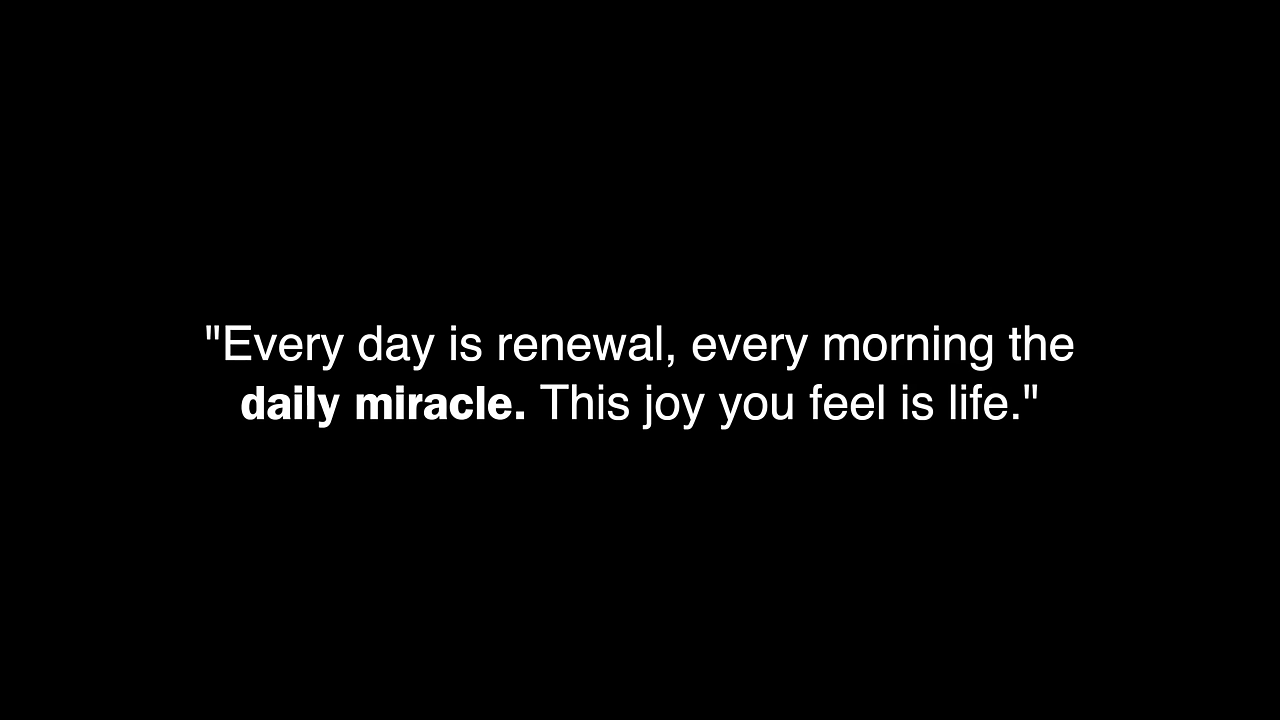 "Every day is renewal, every morning the
daily miracle. This joy you feel is life."